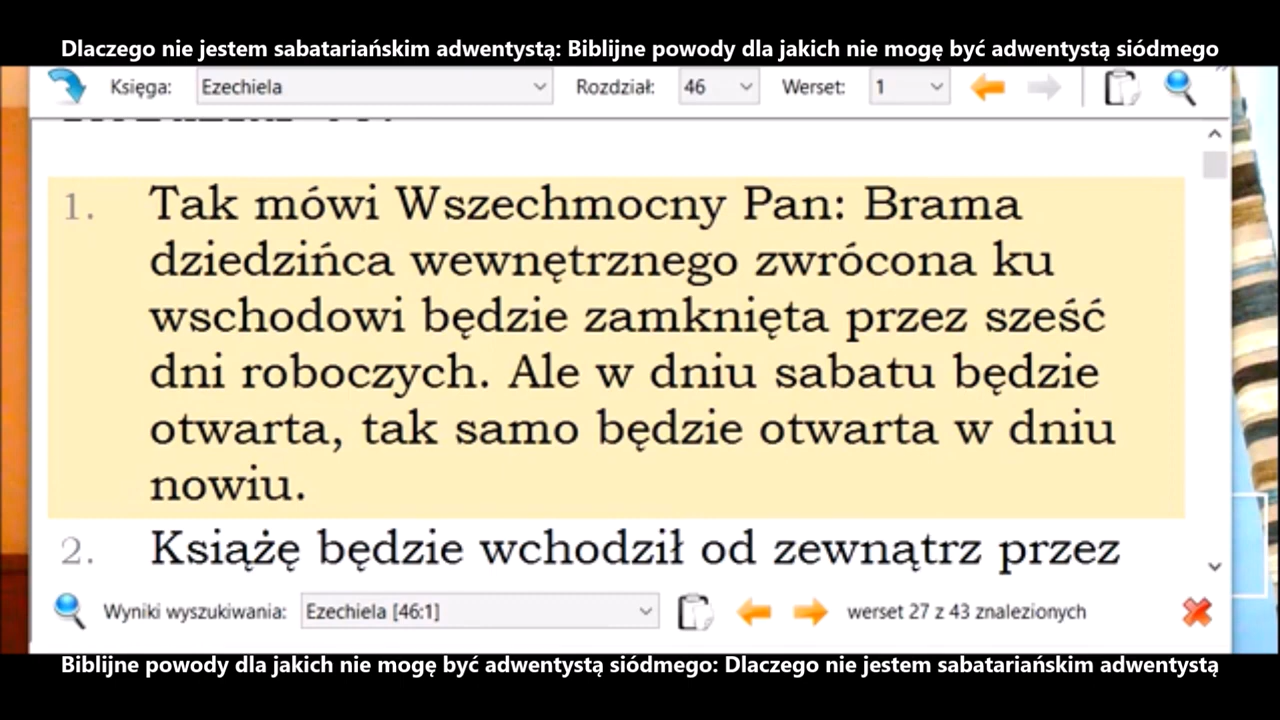 Dlaczego nie jestem sabatariańskim adwentystą: Biblijne powody dla jakich nie mogę być adwentystą siódmego
Księga: Ezechiela Rozdział: 46 Werset: 1
1. Tak mówi Wszechmocny Pan: Brama
dziedzińca wewnętrznego zwrócona ku
wschodowi będzie zamknięta przez sześć
dni roboczych. Ale w dniu sabatu będzie
otwarta, tak samo będzie otwarta w dniu
nowiu.
2. Książę będzie wchodził od zewnątrz przez
Wyniki wyszukiwania: Ezechiela [46:1] werset 27 z 43 znalezionych
Biblijne powody dla jakich nie mogę być adwentystą siódmego: Dlaczego nie jestem sabatariańskim adwentystą